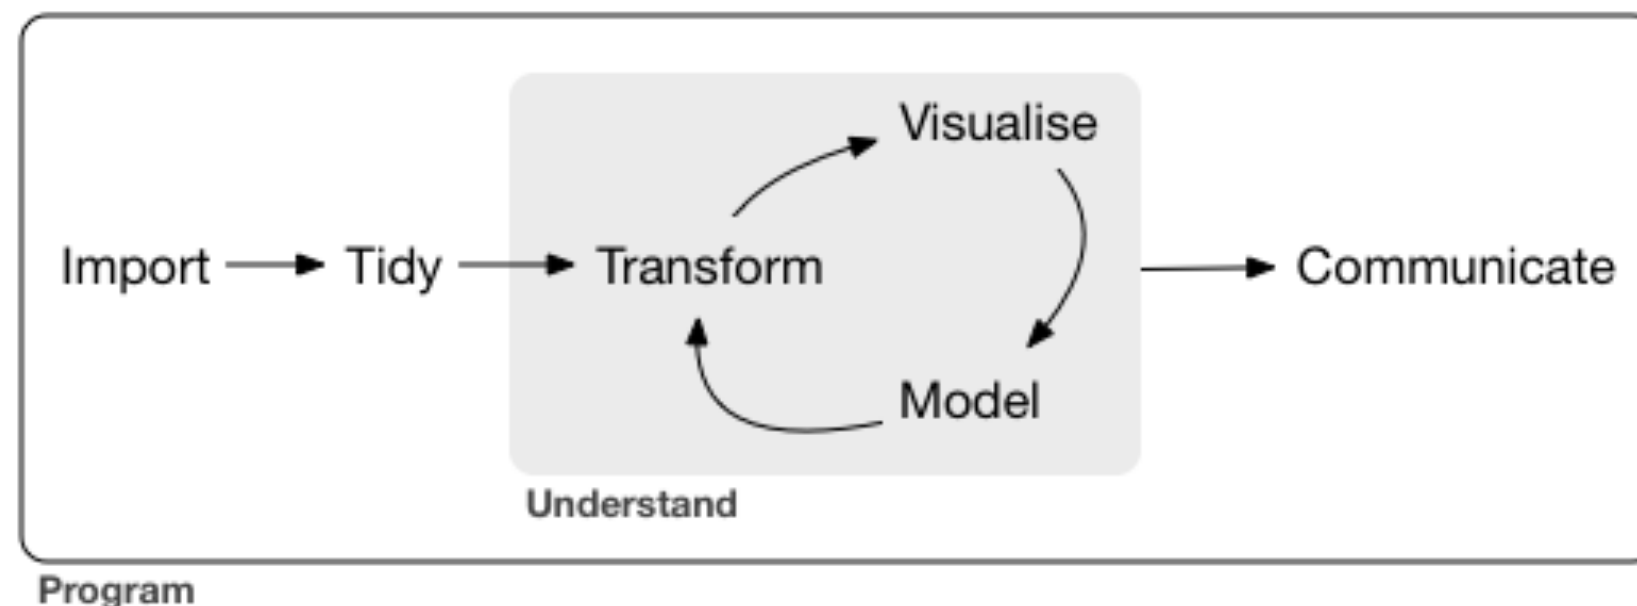 Visualise
Import
Tidy
Transform
Communicate
Model
Understand
Program